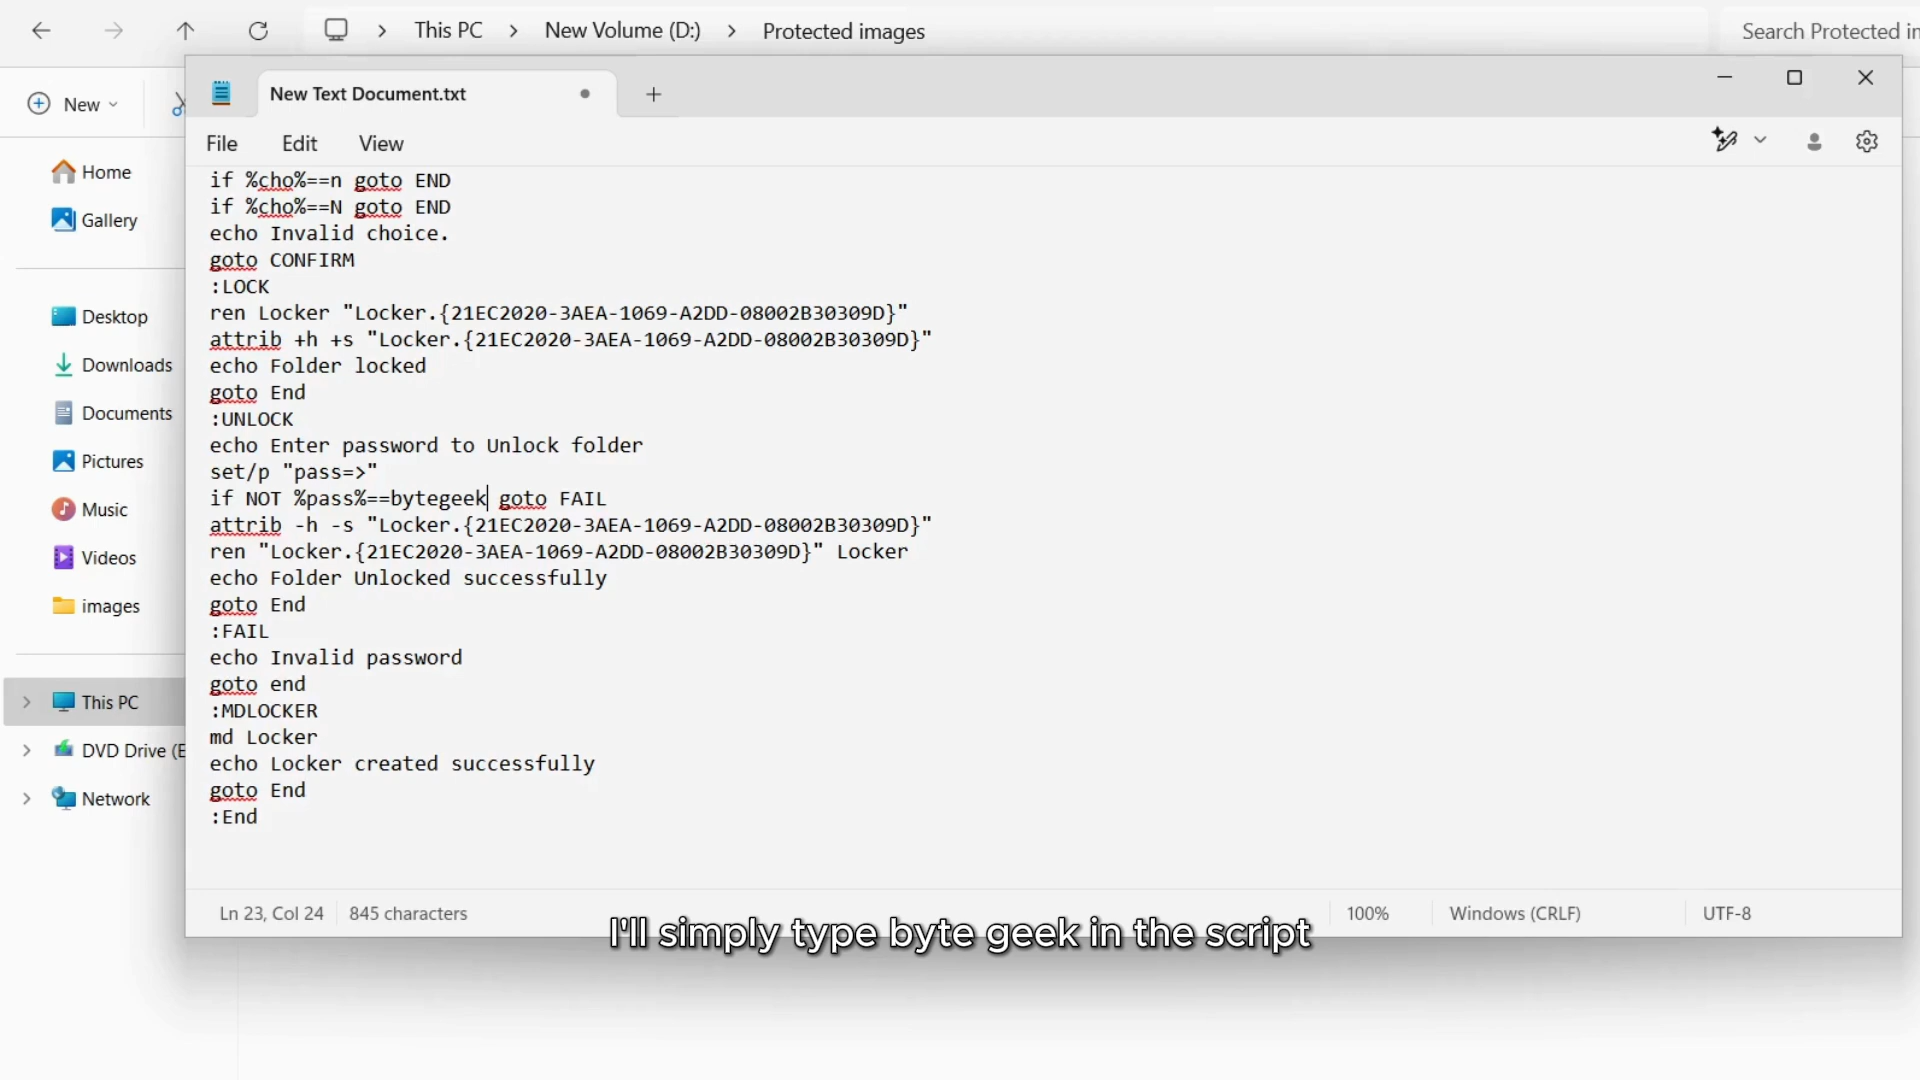 This PC > New Volume (D:) > Protected images
Search Protected in
New
New Text Document.txt
File Edit View
Home
Gallery
Desktop
Downloads
Documents
Pictures
Music
Videos
images
This PC
DVD Drive (E
Network
if %cho%==n goto END
if %cho%==N goto END
echo Invalid choice.
goto CONFIRM
:LOCK
ren Locker "Locker.{21EC2020-3AEA-1069-A2DD-08002B30309D}"
attrib +h +s "Locker.{21EC2020-3AEA-1069-A2DD-08002B30309D}"
echo Folder locked
goto End
:UNLOCK
echo Enter password to Unlock folder
set/p "pass=>"
if NOT %pass%==bytegeek goto FAIL
attrib -h -s "Locker.{21EC2020-3AEA-1069-A2DD-08002B30309D}"
ren "Locker.{21EC2020-3AEA-1069-A2DD-08002B30309D}" Locker
echo Folder Unlocked successfully
goto End
:FAIL
echo Invalid password
goto end
:MDLOCKER
md Locker
echo Locker created successfully
goto End
:End
Ln 23, Col 24 845 characters 100% Windows (CRLF) UTF-8
I'll simply type byte geek in the script